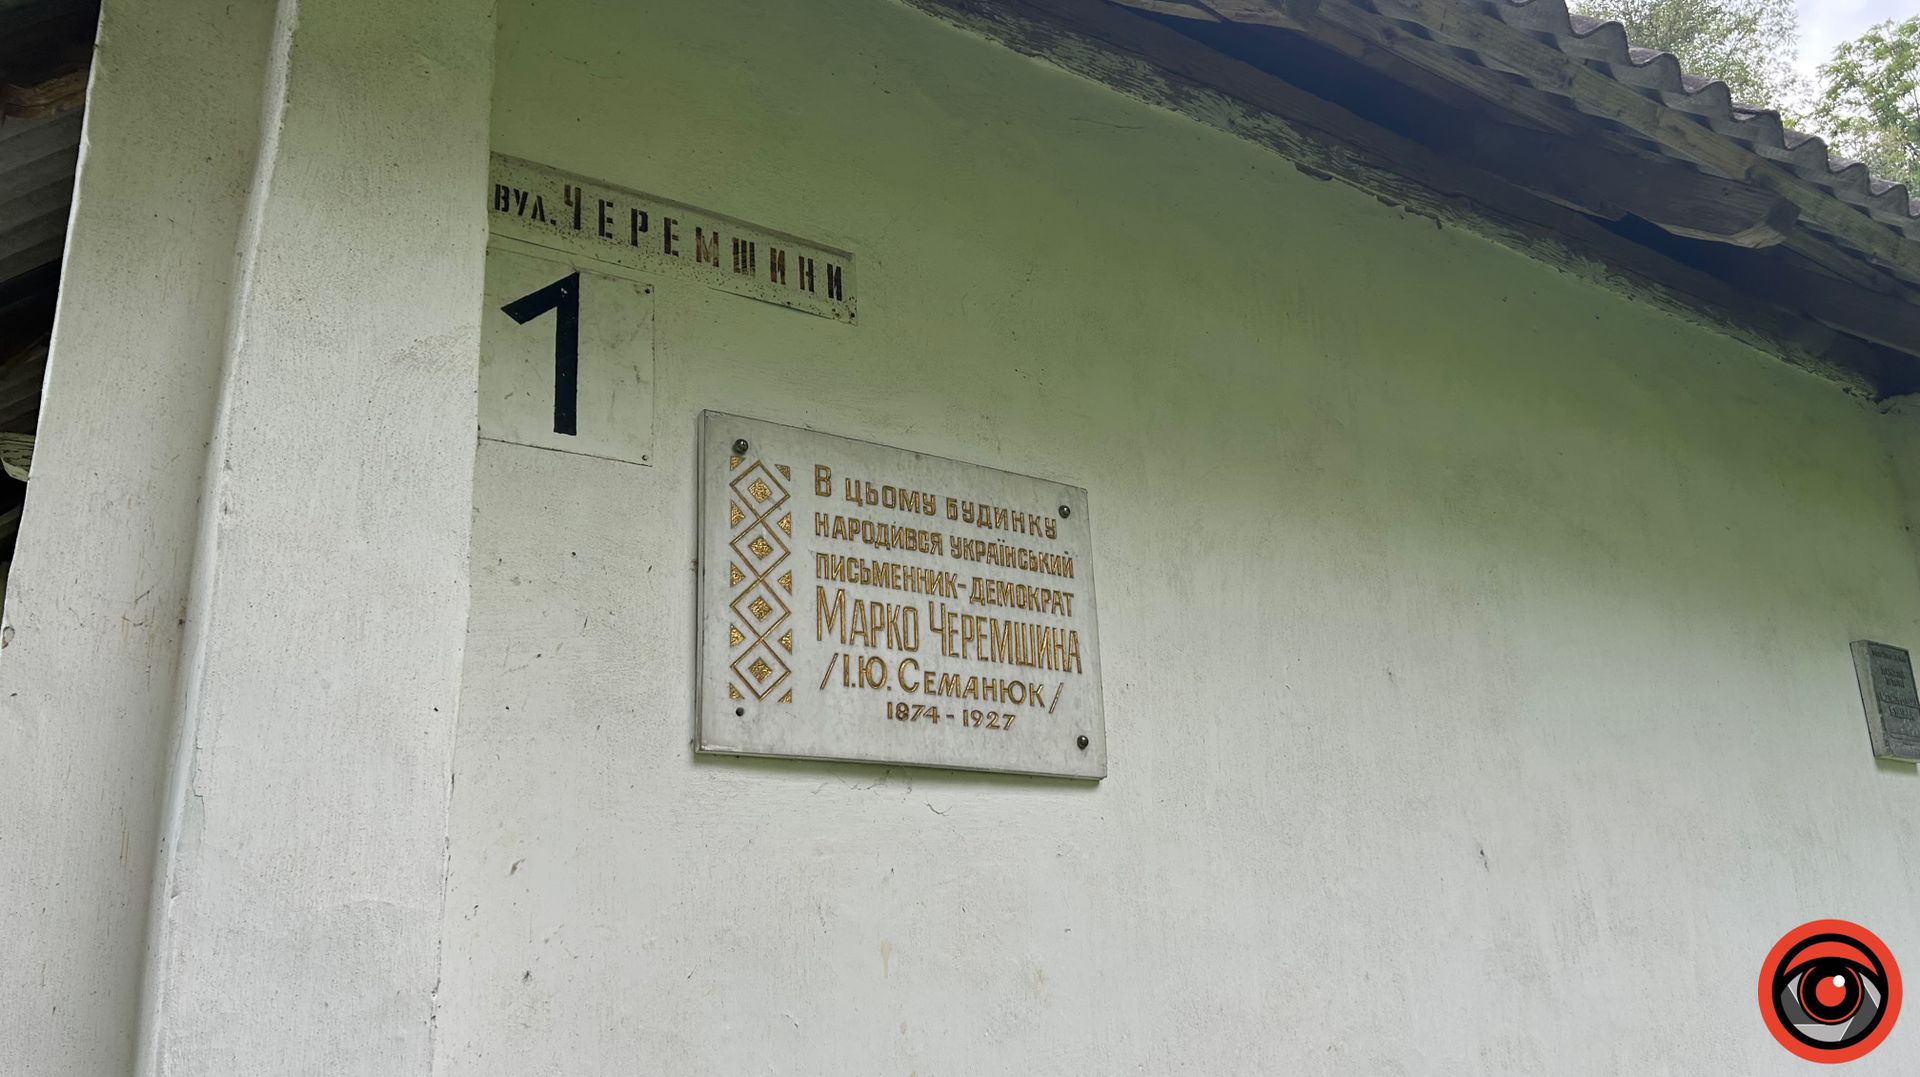 вул. ЧЕРЕМШИНИ
1
В ЦЬОМУ БУДИНКУ
НАРОДИВСЯ УКРАЇНСЬКИЙ
ПИСЬМЕННИК-ДЕМОКРАТ
МАРКО ЧЕРЕМШИНА
/І.Ю. СЕМАНЮК/
1874-1927